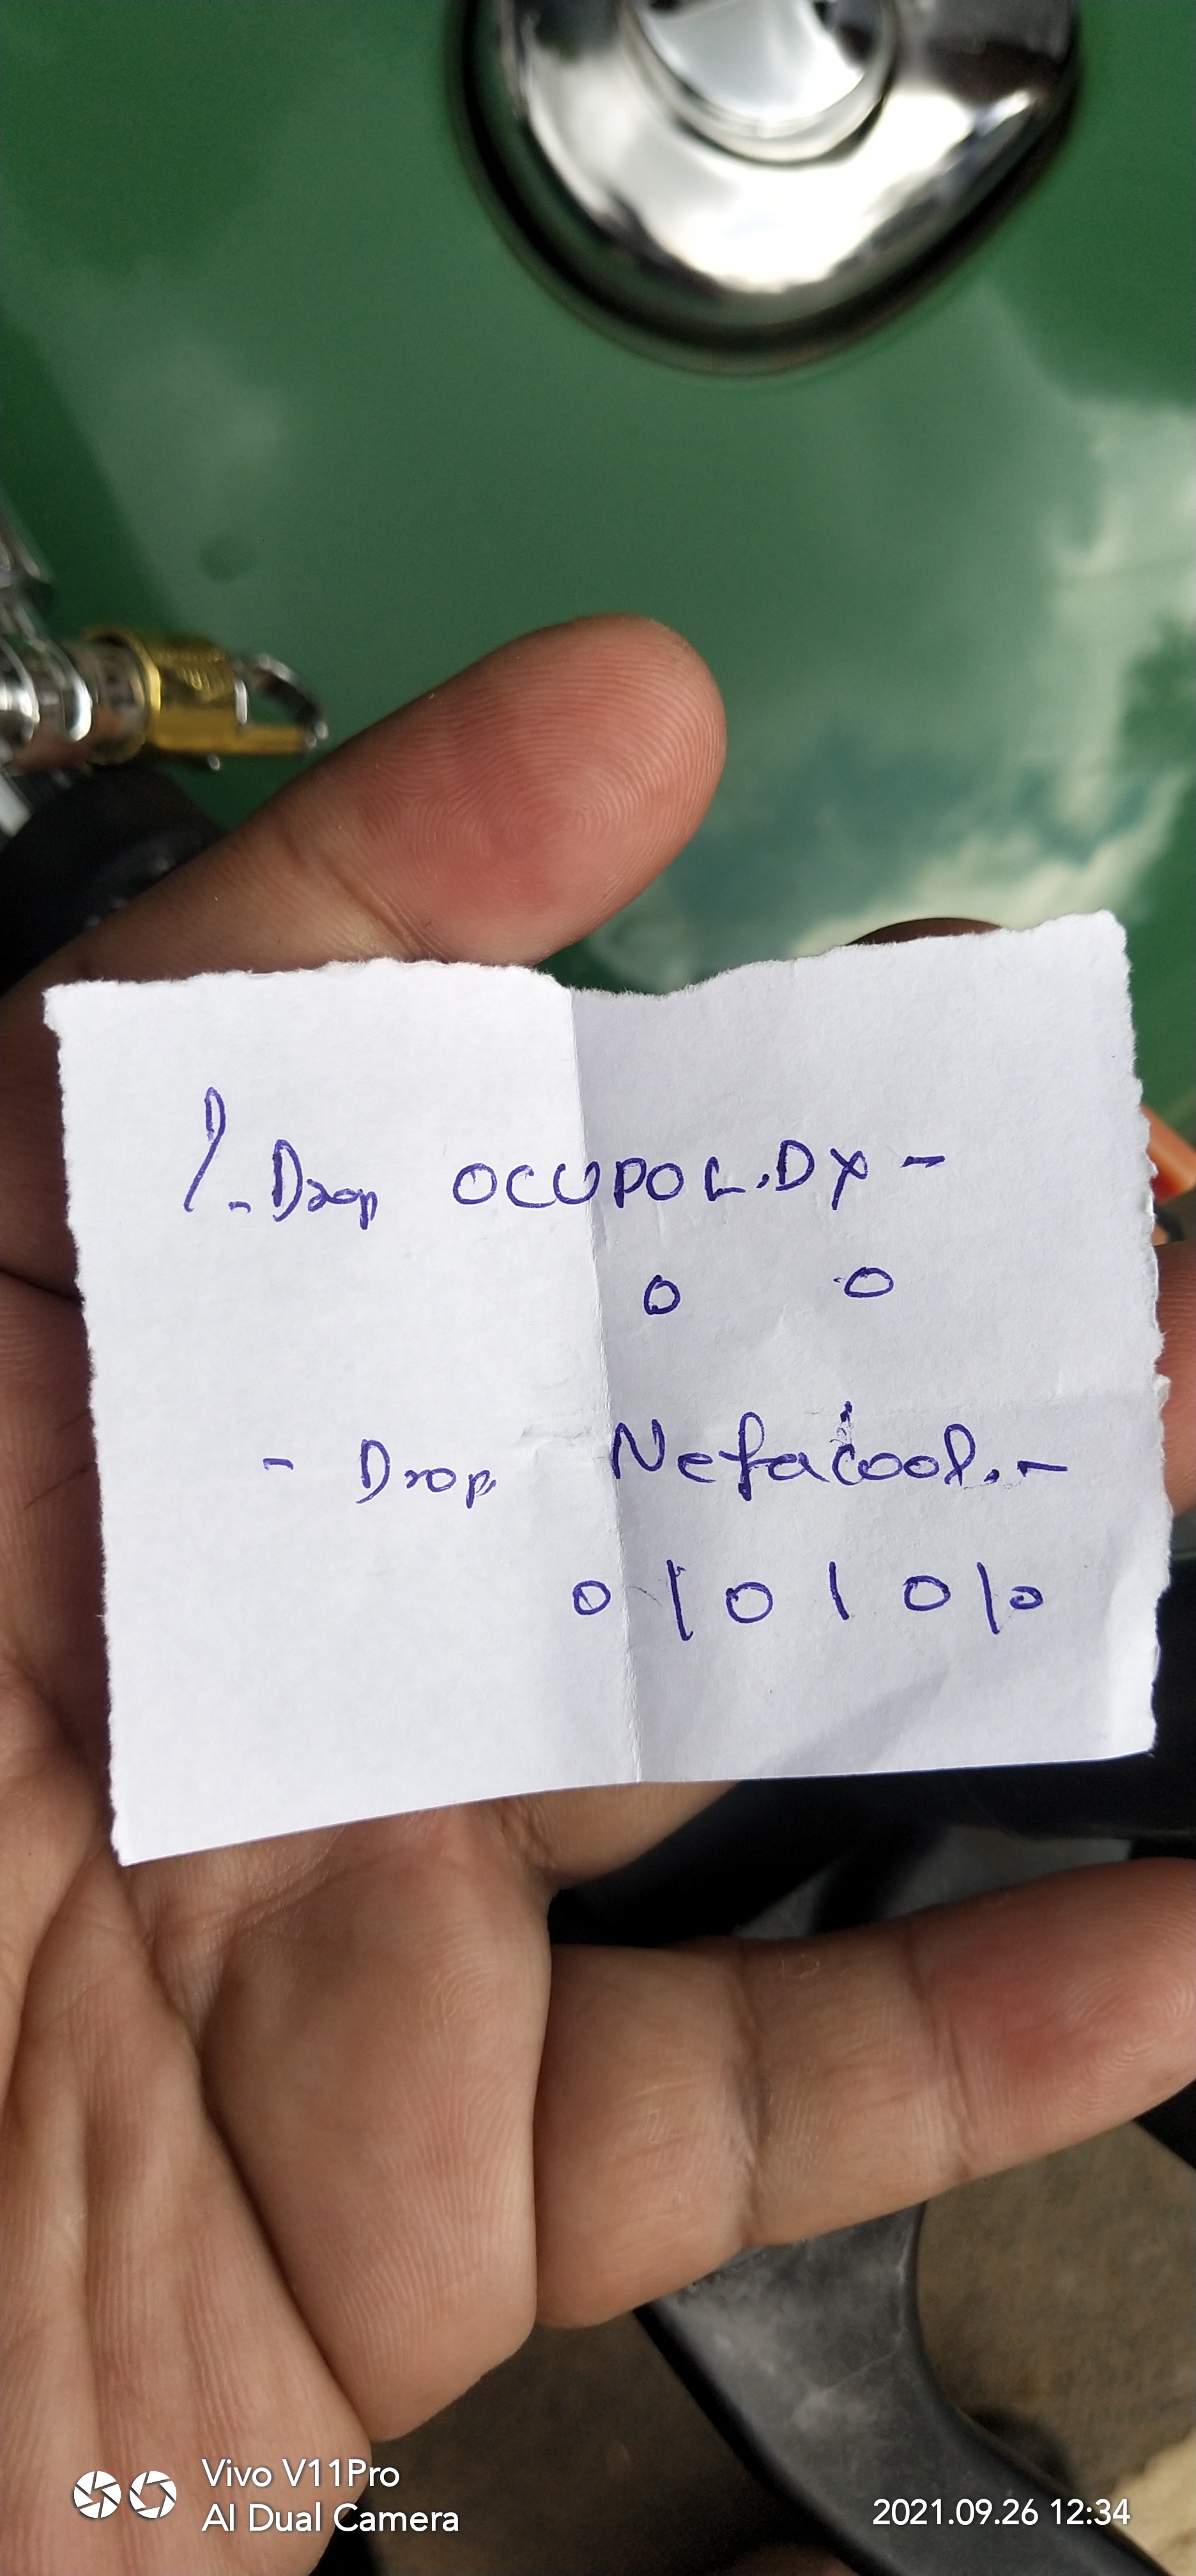 1. Drop OCUPOL.DX -
0 0
- Drop Nefacool. -
0 | 0 | 0 | 0
Vivo V11Pro
AI Dual Camera
2021.09.26 12:34